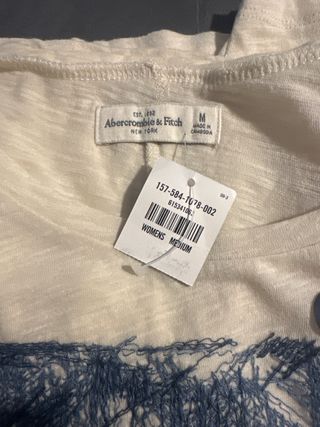 EST. 1892
Abercrombie & Fitch
NEW YORK
M
MADE IN
CAMBODIA
157-584-1078-002
WOMENS MEDIUM